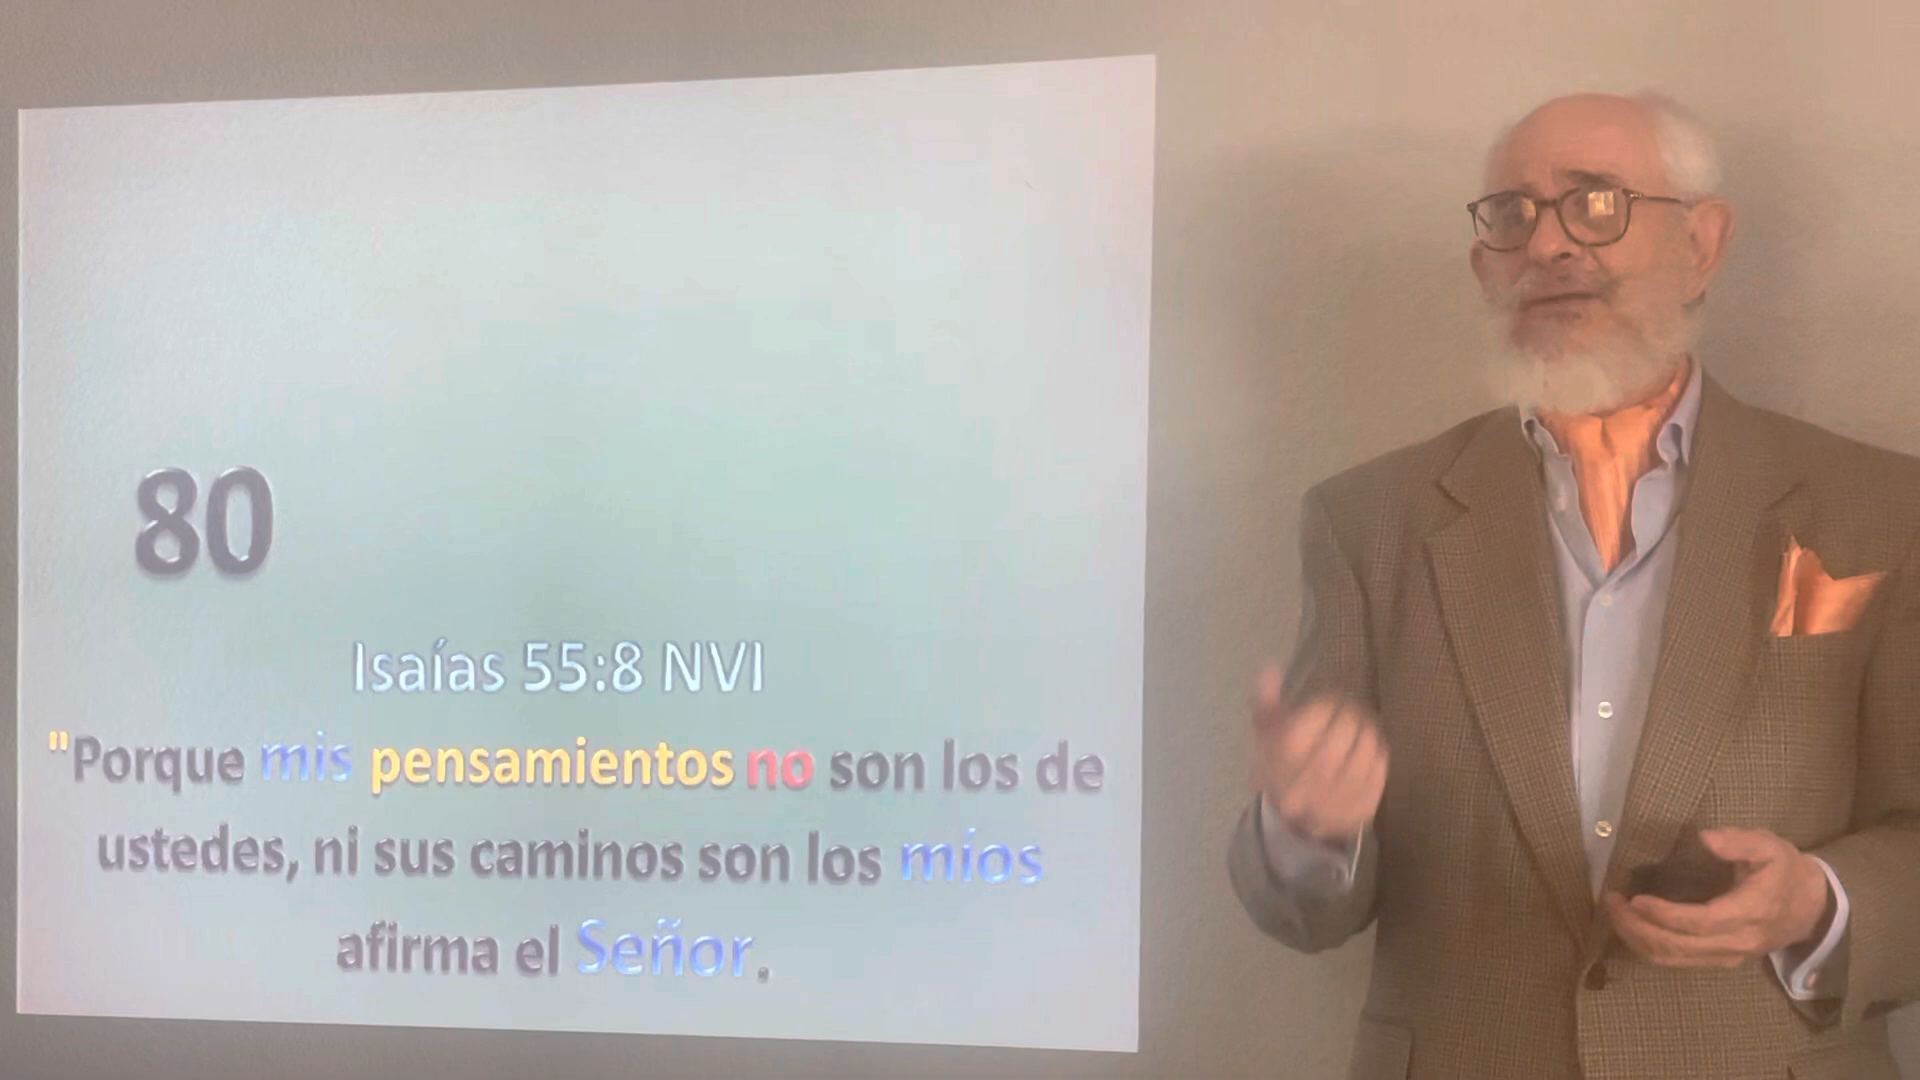 80
Isaías 55:8 NVI
"Porque mis pensamientos no son los de
ustedes, ni sus caminos son los míos
afirma el Señor.